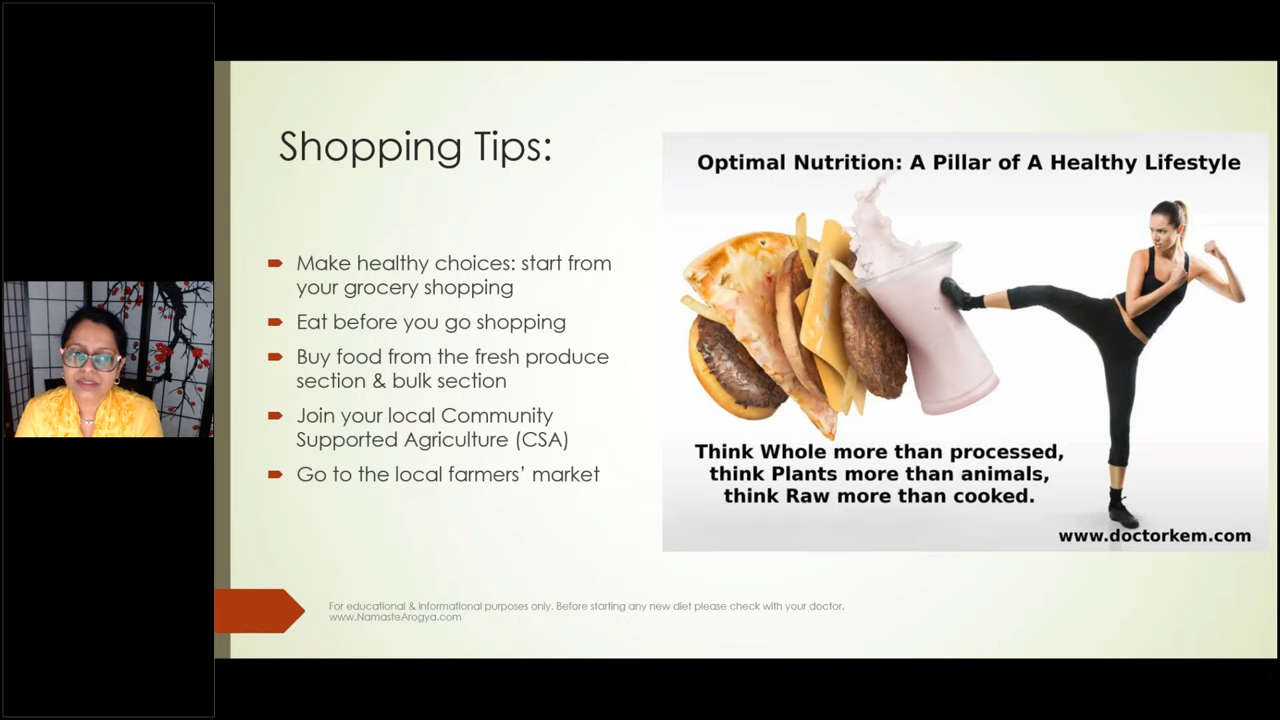 Shopping Tips:
Make healthy choices: start from
your grocery shopping
Eat before you go shopping
Buy food from the fresh produce
section & bulk section
Join your local Community
Supported Agriculture (CSA)
Go to the local farmers’ market
Optimal Nutrition: A Pillar of A Healthy Lifestyle
Think Whole more than processed,
think Plants more than animals,
think Raw more than cooked.
www.doctorkem.com
For educational & informational purposes only. Before starting any new diet please check with your doctor.
www.NamasteArogya.com